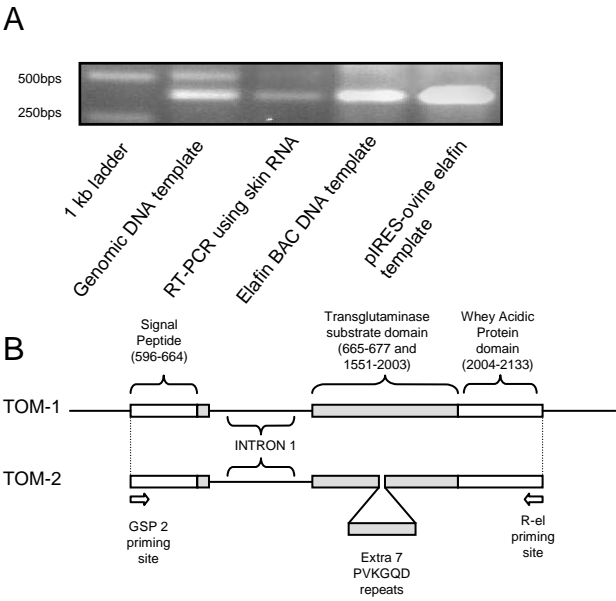 A
500bps
250bps
1 kb ladder
Genomic DNA template
RT-PCR using skin RNA
Elafin BAC DNA template
pIRES-ovine elafin
template
B
Signal
Peptide
(596-664)
Transglutaminase
substrate domain
(665-677 and
1551-2003)
Whey Acidic
Protein
domain
(2004-2133)
TOM-1
INTRON 1
TOM-2
GSP 2
priming
site
Extra 7
PVKGQD
repeats
R-el
priming
site